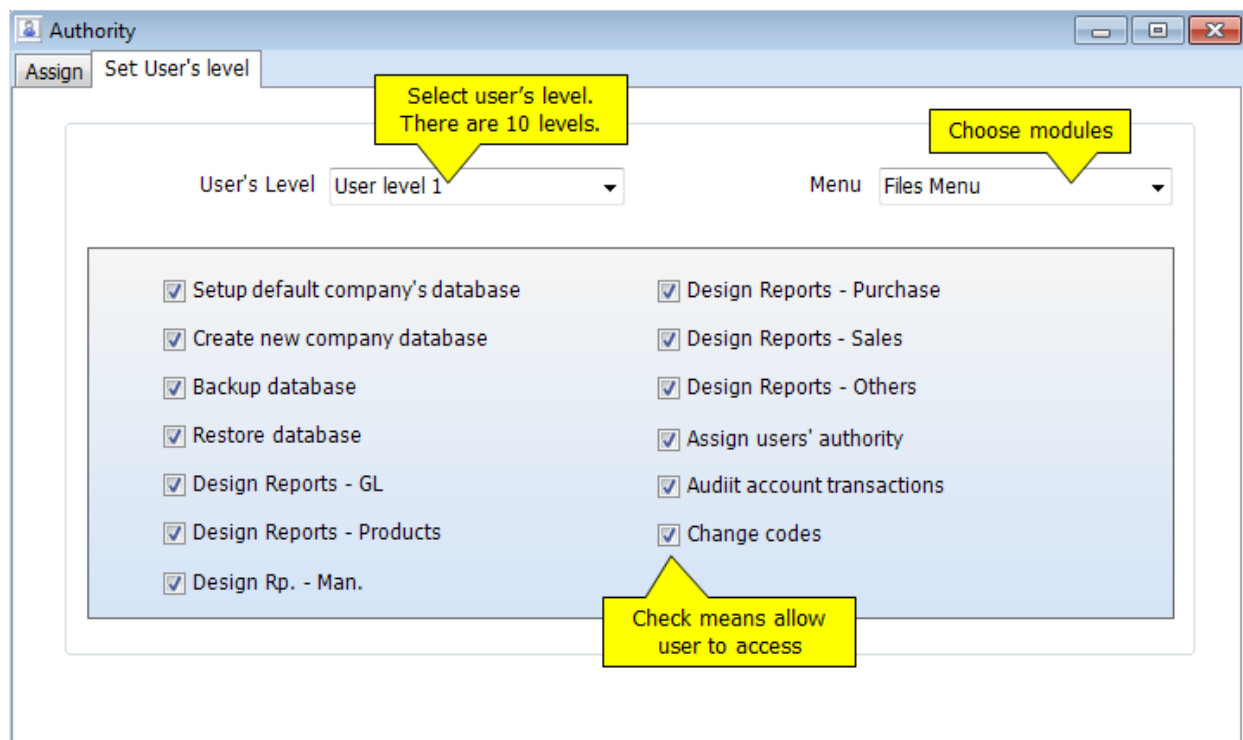 Authority
Assign Set User's level
Select user’s level.
There are 10 levels.
Choose modules
User's Level User level 1
Menu Files Menu
Setup default company's database
Create new company database
Backup database
Restore database
Design Reports - GL
Design Reports - Products
Design Rp. - Man.
Design Reports - Purchase
Design Reports - Sales
Design Reports - Others
Assign users' authority
Audiit account transactions
Change codes
Check means allow
user to access